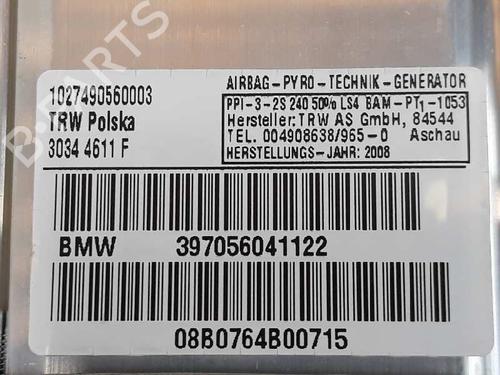 1027490560003
TRW Polska
3034 4611 F
AIRBAG-PYRO-TECHNIK-GENERATOR
PPI-3-2S 240 50% LS4 BAM-PT1-1053
Hersteller: TRW AS GmbH, 84544
TEL. 004908638/965-0 Aschau
HERSTELLUNGS-JAHR: 2008
BMW 397056041122
08B0764B00715
B-PARTS